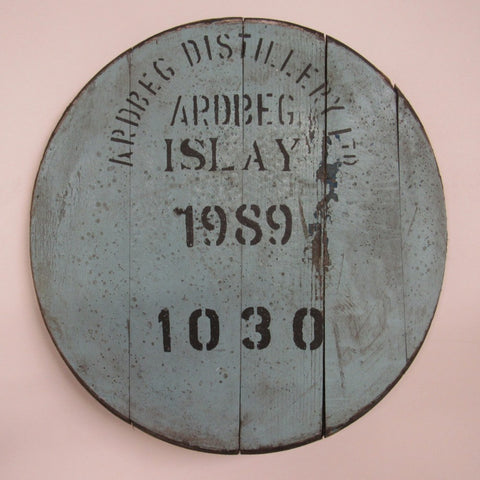 ARDBEG DISTILLERY LTD
ARDBEG
ISLAY
1989
1030